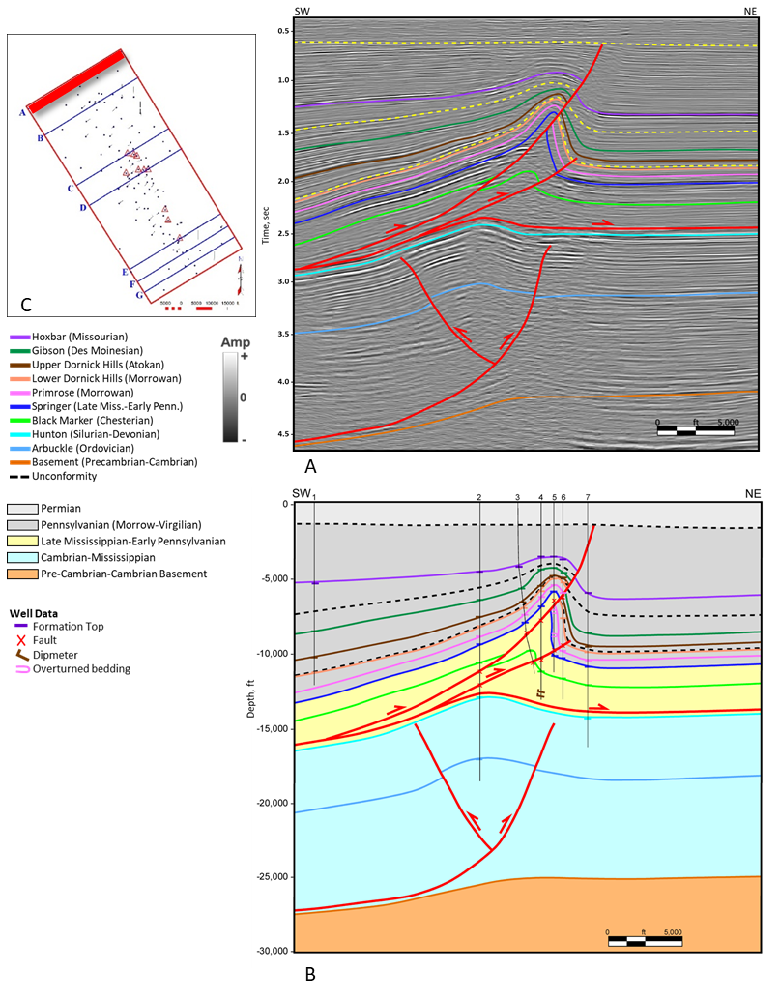 SW NE
0.5
1.0
1.5
2.0
2.5
3.0
3.5
4.0
4.5
Time, sec
0 ft 5,000
A
A
B
C
D
E
F
G
5000 0 5000 10000 15000
C
Hoxbar (Missourian)
Gibson (Des Moinesian)
Upper Dornick Hills (Atokan)
Lower Dornick Hills (Morrowan)
Primrose (Morrowan)
Springer (Late Miss.-Early Penn.)
Black Marker (Chesterian)
Hunton (Silurian-Devonian)
Arbuckle (Ordovician)
Basement (Precambrian-Cambrian)
Unconformity
Amp
+
0
-
Permian
Pennsylvanian (Morrow-Virgilian)
Late Mississippian-Early Pennsylvanian
Cambrian-Mississippian
Pre-Cambrian-Cambrian Basement
Well Data
Formation Top
Fault
Dipmeter
Overturned bedding
SW 1 2 3 4 5 6 7 NE
0
-5,000
-10,000
-15,000
-20,000
-25,000
-30,000
Depth, ft
0 ft 5,000
B